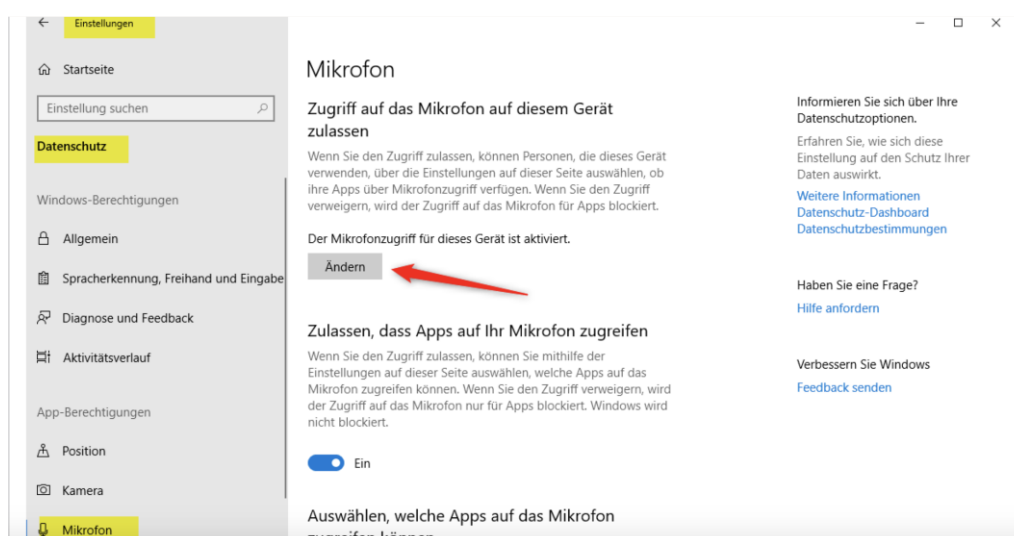 Einstellungen
Startseite
Einstellung suchen
Datenschutz
Windows-Berechtigungen
Allgemein
Spracherkennung, Freihand und Eingabe
Diagnose und Feedback
Aktivitätsverlauf
App-Berechtigungen
Position
Kamera
Mikrofon
Mikrofon
Zugriff auf das Mikrofon auf diesem Gerät
zulassen
Wenn Sie den Zugriff zulassen, können Personen, die dieses Gerät
verwenden, über die Einstellungen auf dieser Seite auswählen, ob
ihre Apps über Mikrofonzugriff verfügen. Wenn Sie den Zugriff
verweigern, wird der Zugriff auf das Mikrofon für Apps blockiert.
Der Mikrofonzugriff für dieses Gerät ist aktiviert.
Ändern
Zulassen, dass Apps auf Ihr Mikrofon zugreifen
Wenn Sie den Zugriff zulassen, können Sie mithilfe der
Einstellungen auf dieser Seite auswählen, welche Apps auf das
Mikrofon zugreifen können. Wenn Sie den Zugriff verweigern, wird
der Zugriff auf das Mikrofon nur für Apps blockiert. Windows wird
nicht blockiert.
Ein
Auswählen, welche Apps auf das Mikrofon
zugreifen können
Informieren Sie sich über Ihre
Datenschutzoptionen.
Erfahren Sie, wie sich diese
Einstellung auf den Schutz Ihrer
Daten auswirkt.
Weitere Informationen
Datenschutz-Dashboard
Datenschutzbestimmungen
Haben Sie eine Frage?
Hilfe anfordern
Verbessern Sie Windows
Feedback senden